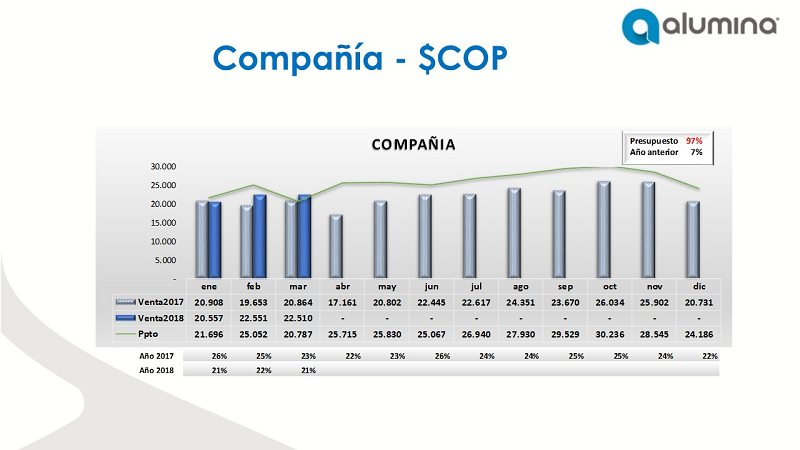 alumina
Compañía - $COP
COMPAÑIA
Presupuesto 97%
Año anterior 7%
30.000
25.000
20.000
15.000
10.000
5.000
-
ene feb mar abr may jun jul ago sep oct nov dic
Venta2017 20.908 19.653 20.864 17.161 20.802 22.445 22.617 24.351 23.670 26.034 25.902 20.731
Venta2018 20.557 22.551 22.510 - - - - - - - - -
Ppto 21.696 25.052 20.787 25.715 25.830 25.067 26.940 27.930 29.529 30.236 28.545 24.186
Año 2017 26% 25% 23% 22% 23% 26% 24% 24% 25% 25% 24% 22%
Año 2018 21% 22% 21%